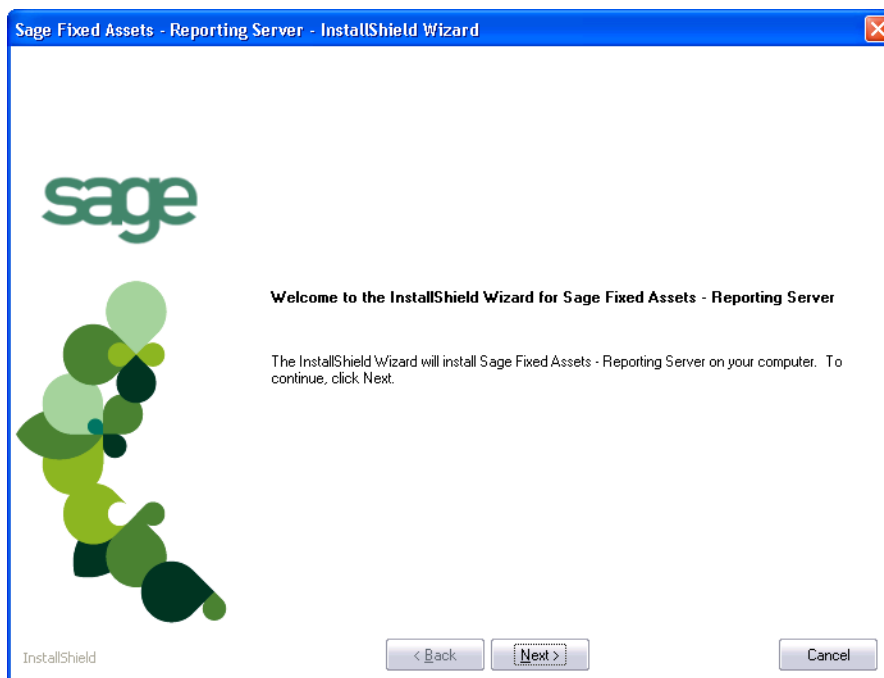 Sage Fixed Assets - Reporting Server - InstallShield Wizard
sage
Welcome to the InstallShield Wizard for Sage Fixed Assets - Reporting Server
The InstallShield Wizard will install Sage Fixed Assets - Reporting Server on your computer. To
continue, click Next.
InstallShield
< Back
Next >
Cancel